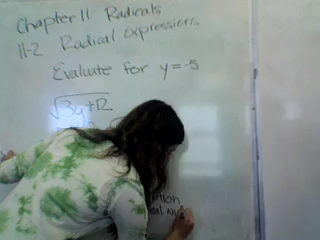 Chapter 11 Radicals
11-2 Radical Expressions
Evaluate for y = -5
√3y+12